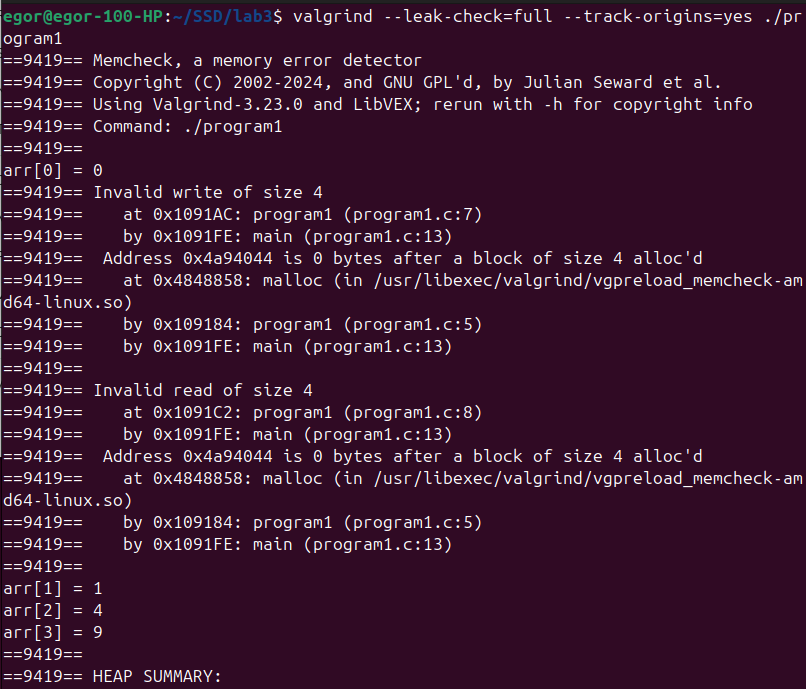 egor@egor-100-HP:~/SSD/lab3$ valgrind --leak-check=full --track-origins=yes ./pr
ogram1
==9419== Memcheck, a memory error detector
==9419== Copyright (C) 2002-2024, and GNU GPL'd, by Julian Seward et al.
==9419== Using Valgrind-3.23.0 and LibVEX; rerun with -h for copyright info
==9419== Command: ./program1
==9419==
arr[0] = 0
==9419== Invalid write of size 4
==9419==    at 0x1091AC: program1 (program1.c:7)
==9419==    by 0x1091FE: main (program1.c:13)
==9419==  Address 0x4a94044 is 0 bytes after a block of size 4 alloc'd
==9419==    at 0x4848858: malloc (in /usr/libexec/valgrind/vgpreload_memcheck-am
d64-linux.so)
==9419==    by 0x109184: program1 (program1.c:5)
==9419==    by 0x1091FE: main (program1.c:13)
==9419==
==9419== Invalid read of size 4
==9419==    at 0x1091C2: program1 (program1.c:8)
==9419==    by 0x1091FE: main (program1.c:13)
==9419==  Address 0x4a94044 is 0 bytes after a block of size 4 alloc'd
==9419==    at 0x4848858: malloc (in /usr/libexec/valgrind/vgpreload_memcheck-am
d64-linux.so)
==9419==    by 0x109184: program1 (program1.c:5)
==9419==    by 0x1091FE: main (program1.c:13)
==9419==
arr[1] = 1
arr[2] = 4
arr[3] = 9
==9419==
==9419== HEAP SUMMARY: